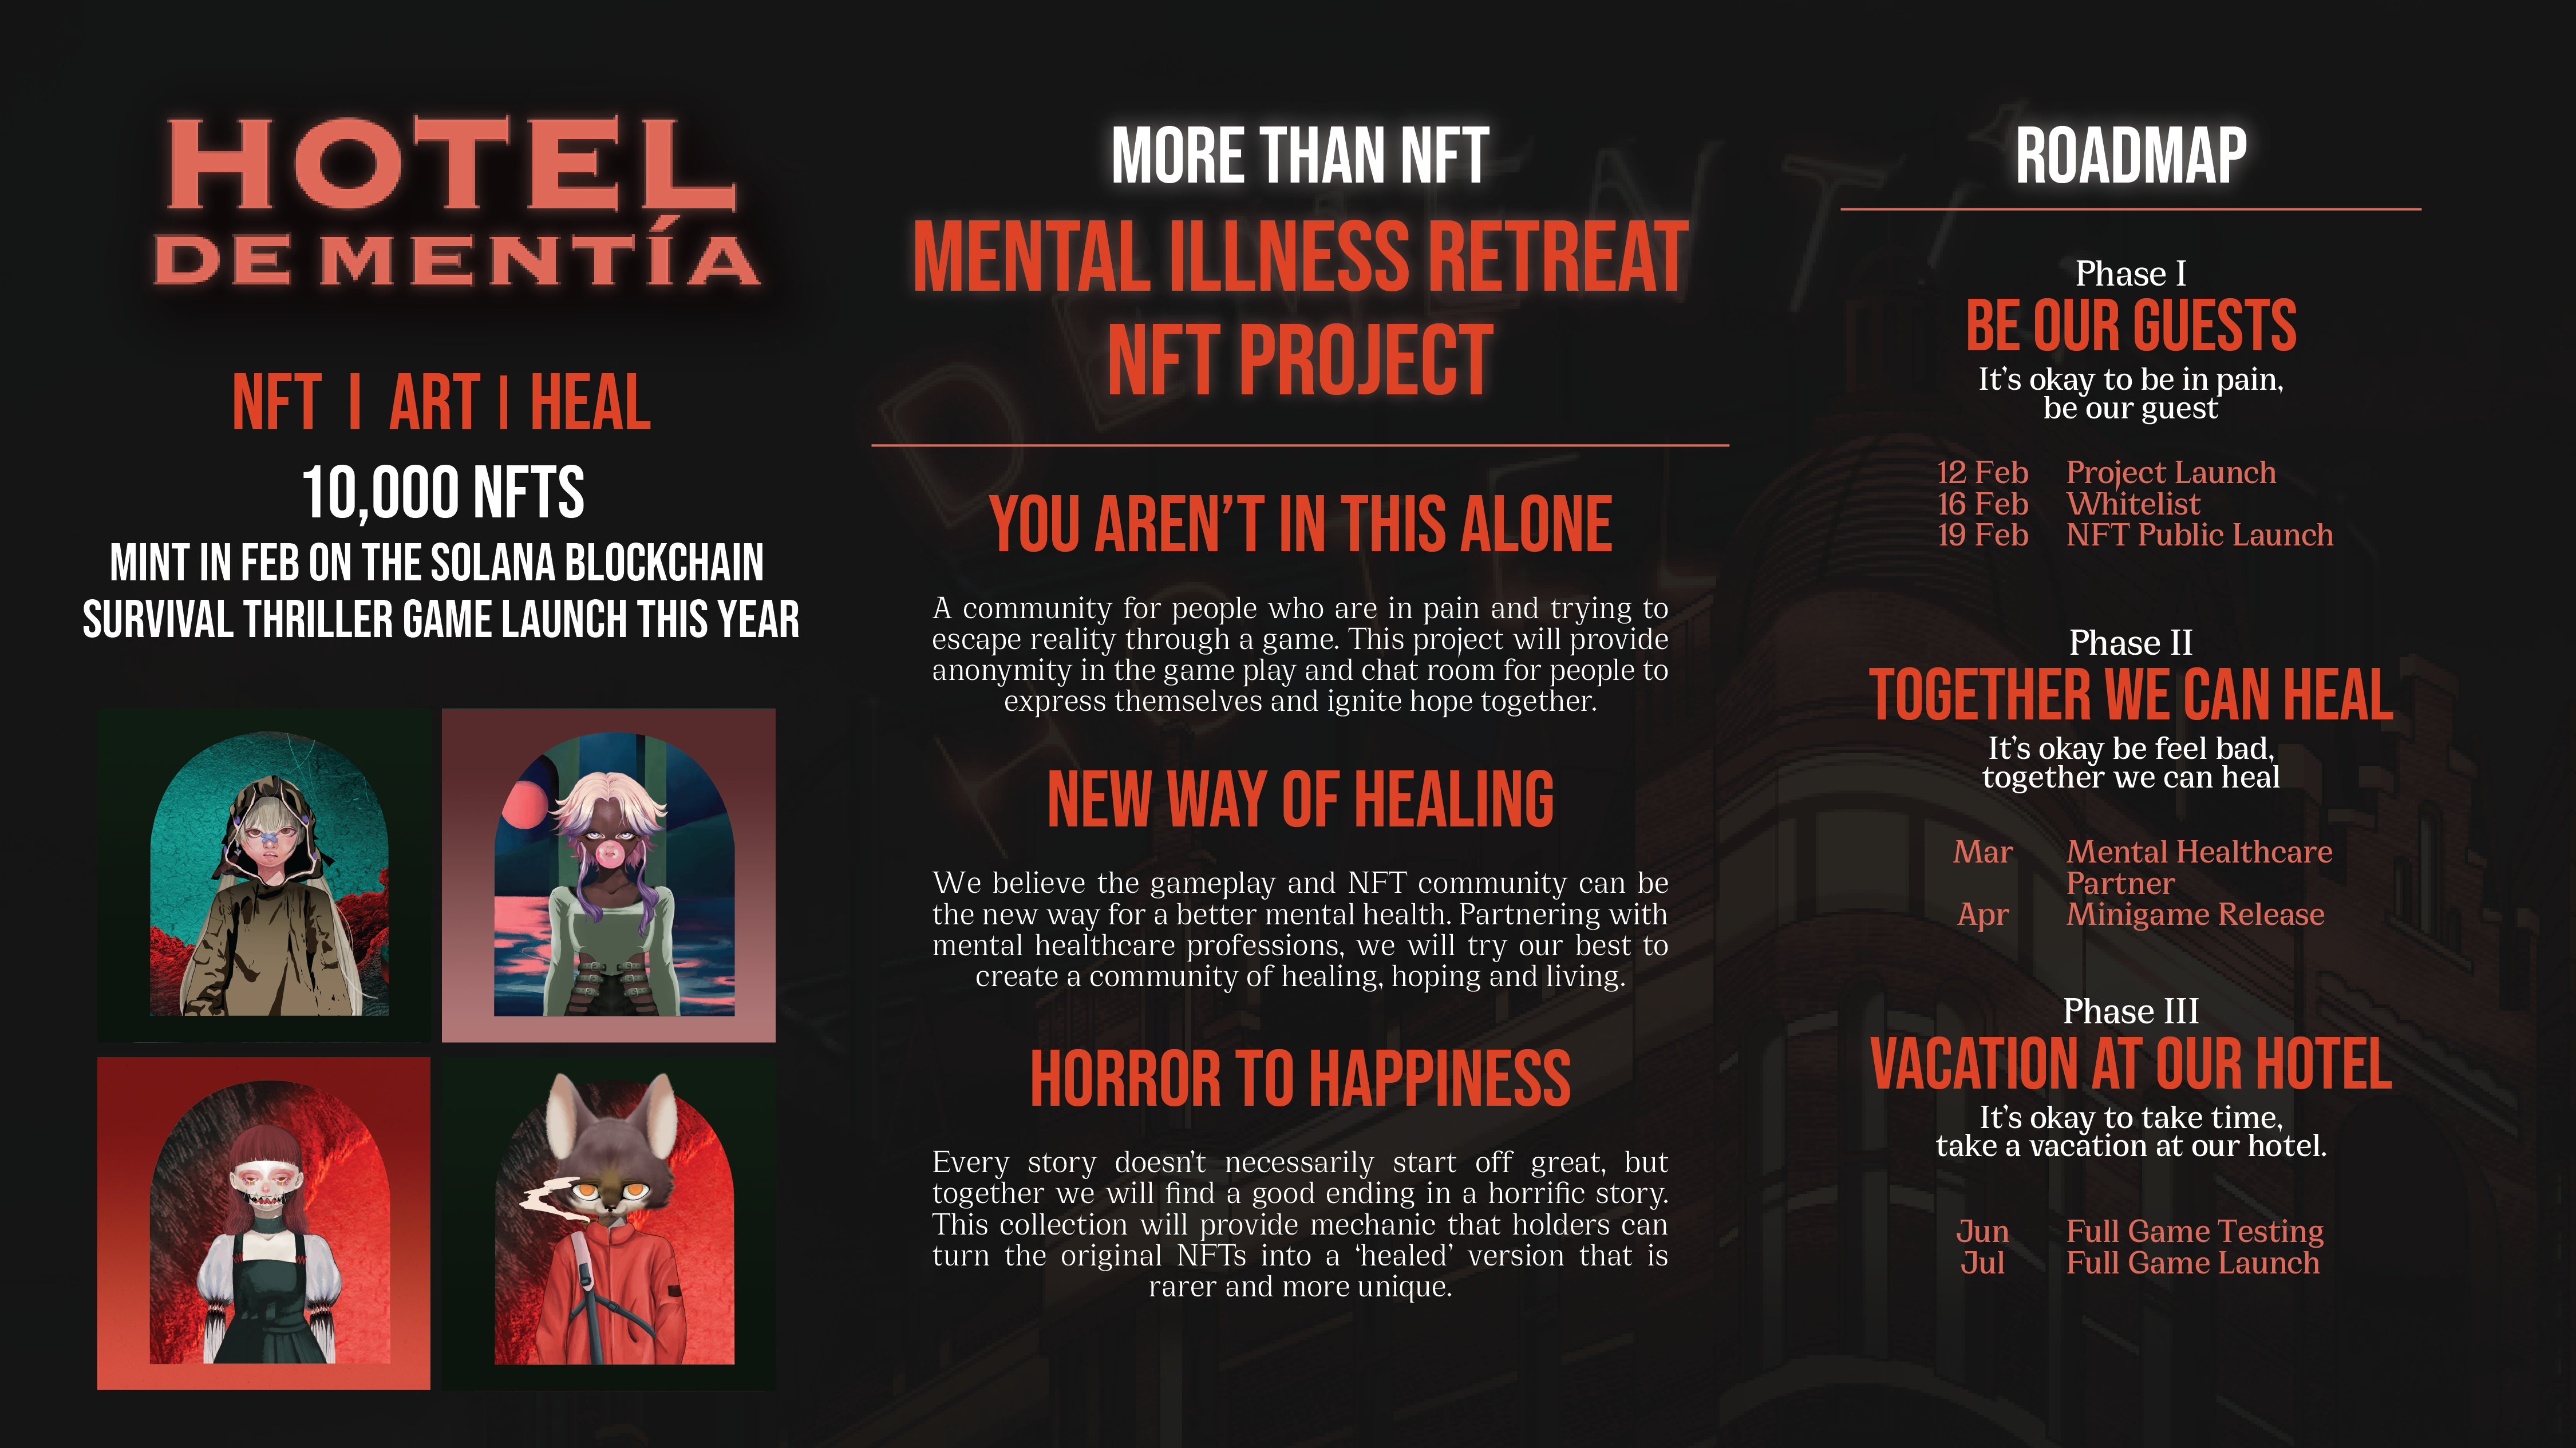 HOTEL
DEMENTÍA
NFT | ART | HEAL
10,000 NFTS
MINT IN FEB ON THE SOLANA BLOCKCHAIN
SURVIVAL THRILLER GAME LAUNCH THIS YEAR
MORE THAN NFT
MENTAL ILLNESS RETREAT
NFT PROJECT
YOU AREN'T IN THIS ALONE
A community for people who are in pain and trying to
escape reality through a game. This project will provide
anonymity in the game play and chat room for people to
express themselves and ignite hope together.
NEW WAY OF HEALING
We believe the gameplay and NFT community can be
the new way for a better mental health. Partnering with
mental healthcare professions, we will try our best to
create a community of healing, hoping and living.
HORROR TO HAPPINESS
Every story doesn't necessarily start off great, but
together we will find a good ending in a horrific story.
This collection will provide mechanic that holders can
turn the original NFTs into a 'healed' version that is
rarer and more unique.
ROADMAP
Phase I
BE OUR GUESTS
It's okay to be in pain,
be our guest
12 Feb Project Launch
16 Feb Whitelist
19 Feb NFT Public Launch
Phase II
TOGETHER WE CAN HEAL
It's okay be feel bad,
together we can heal
Mar Mental Healthcare
Partner
Apr Minigame Release
Phase III
VACATION AT OUR HOTEL
It's okay to take time,
take a vacation at our hotel.
Jun Full Game Testing
Jul Full Game Launch